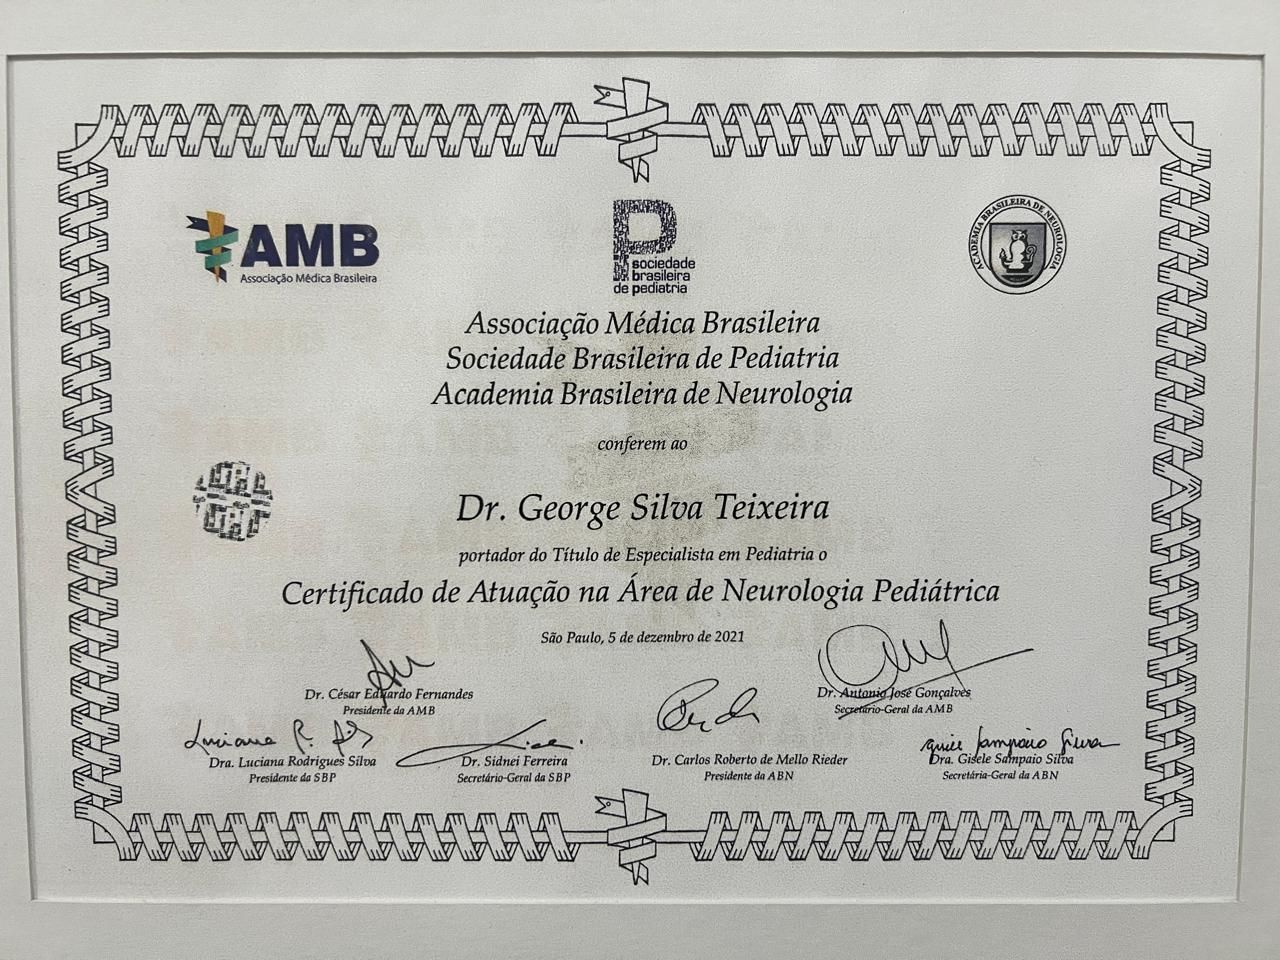 AMB
Associação Médica Brasileira
sociedade
brasileira
de pediatria
ACADEMIA BRASILEIRA DE NEUROLOGIA
Associação Médica Brasileira
Sociedade Brasileira de Pediatria
Academia Brasileira de Neurologia
conferem ao
Dr. George Silva Teixeira
portador do Título de Especialista em Pediatria o
Certificado de Atuação na Área de Neurologia Pediátrica
São Paulo, 5 de dezembro de 2021
Dr. César Eduardo Fernandes
Presidente da AMB
Dr. Antonio José Gonçalves
Secretário-Geral da AMB
Luciana R.
Dra. Luciana Rodrigues Silva
Presidente da SBP
Dr. Sidnei Ferreira
Secretário-Geral da SBP
Dr. Carlos Roberto de Mello Rieder
Presidente da ABN
Sampaio Silva
Dra. Gisele Sampaio Silva
Secretária-Geral da ABN